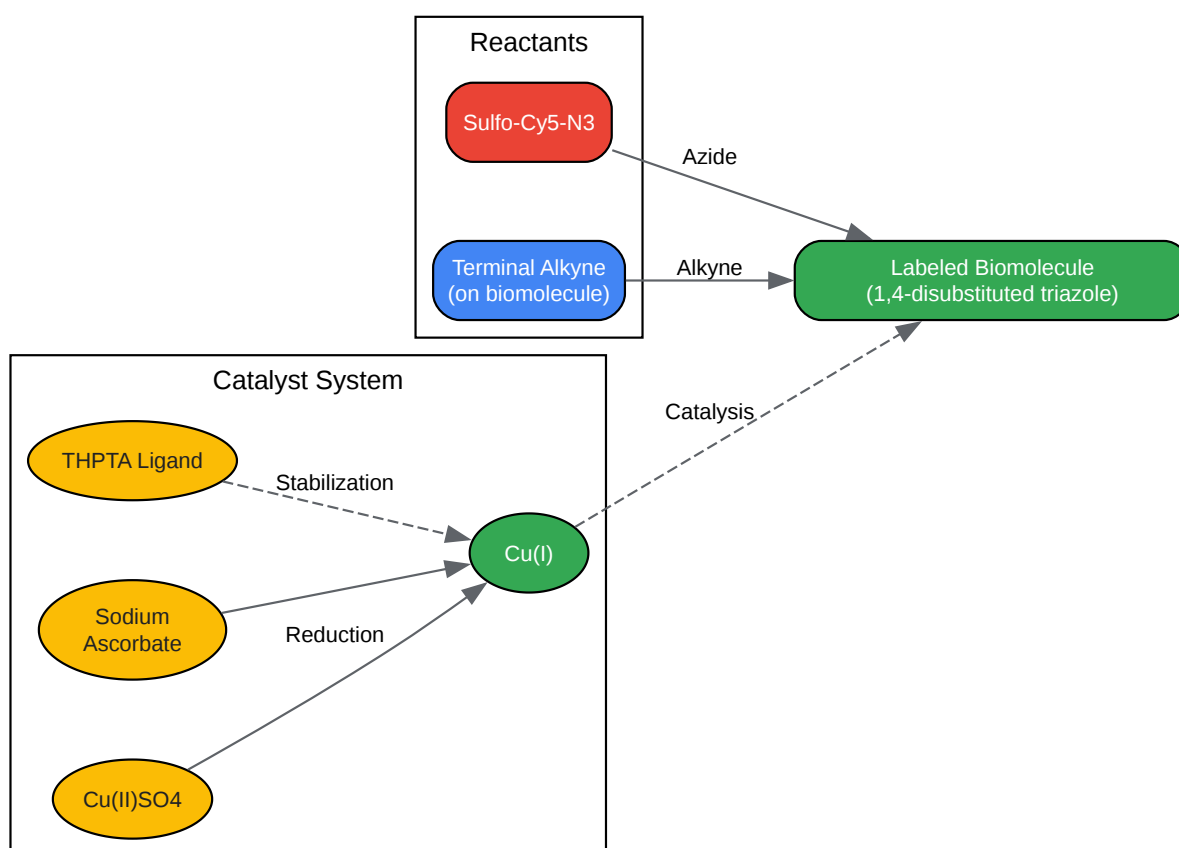 Reactants
Sulfo-Cy5-N3
Azide
Terminal Alkyne
(on biomolecule)
Alkyne
Labeled Biomolecule
(1,4-disubstituted triazole)
Catalyst System
Catalysis
THPTA Ligand
Stabilization
Cu(I)
Sodium
Ascorbate
Reduction
Cu(II)SO4